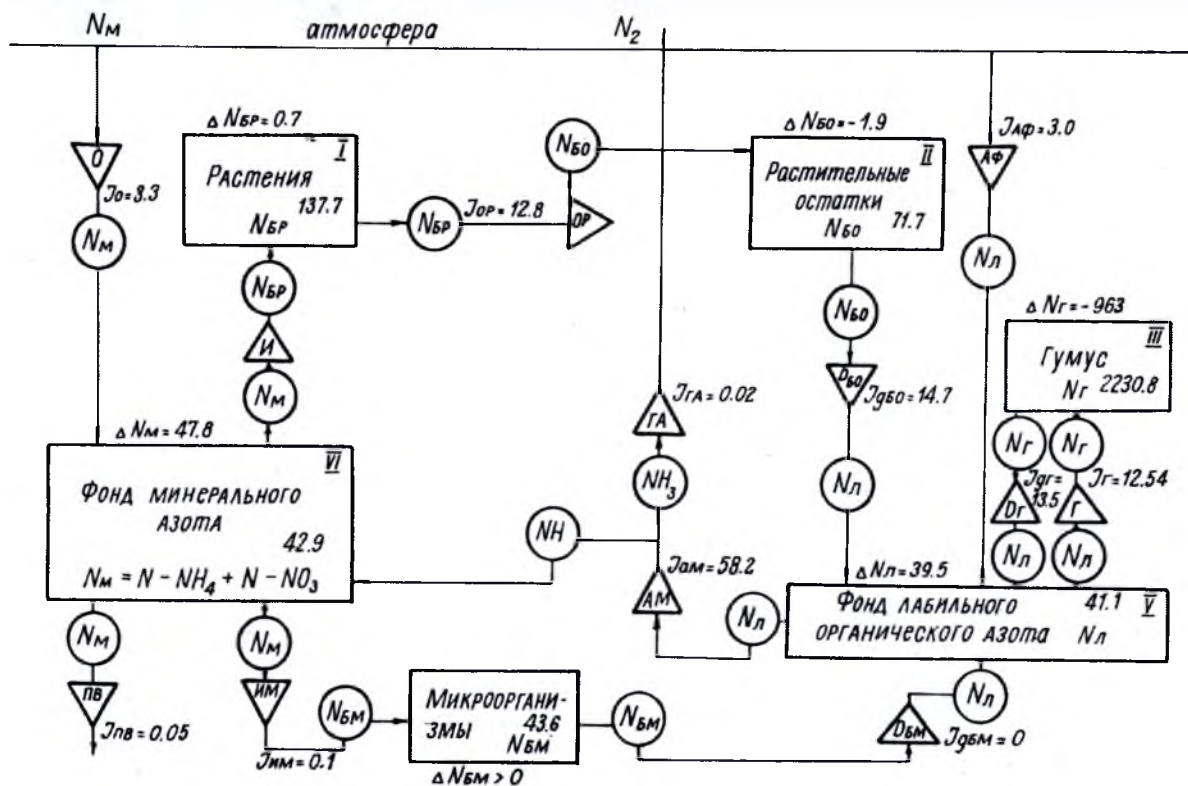 Nм атмосфера N₂
ΔNБР = 0.7
ΔNБО = -1.9
JАФ = 3.0
О
Jо = 3.3
Nм
I
Растения
137.7
NБР
NБР
JОР = 12.8
ОР
NБО
II
Растительные
остатки
NБО 71.7
АФ
Nл
NБР
И
Nм
NБО
DБО
JдБО = 14.7
Nл
ΔNг = -963
III
Гумус
Nг 2230.8
Nг
Nг
Jдг =
13.5
Jг = 12.54
Dг
Г
Nл
Nл
ΔNм = 47.8
VI
Фонд минерального
азота
42.9
Nм = N - NH₄ + N - NO₃
JГА = 0.02
ГА
NH₃
NH
Jам = 58.2
АМ
Nл
ΔNл = 39.5
Фонд лабильного
органического азота Nл
41.1 V
Nм
ПВ
Jпв = 0.05
Nм
ИМ
Jим = 0.1
NБМ
Микрооргани-
змы 43.6
NБМ
ΔNБМ > 0
NБМ
DБМ
JдБМ = 0
Nл